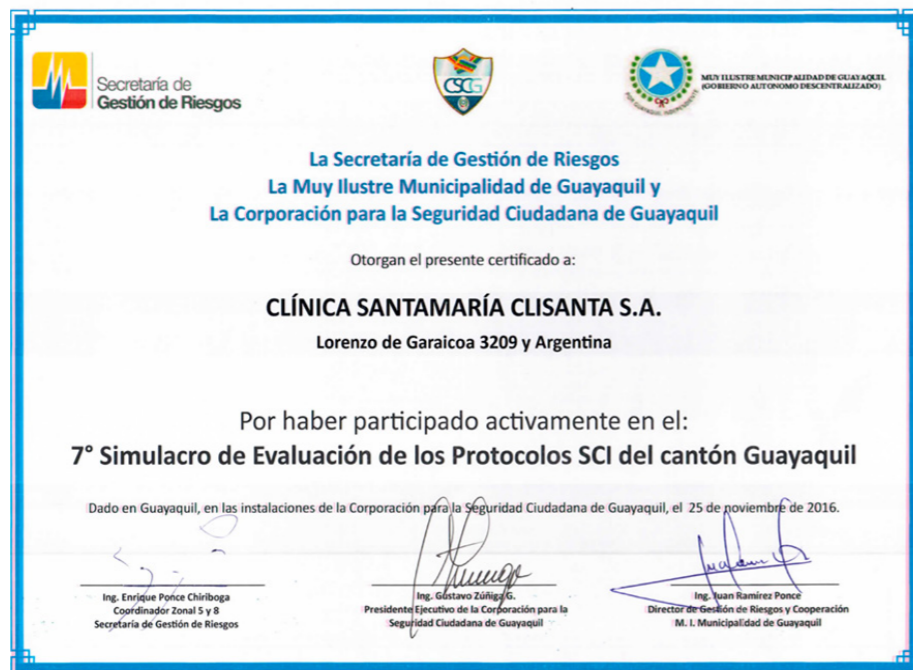 Secretaría de
Gestión de Riesgos
CSCG
MUY ILUSTRE MUNICIPALIDAD DE GUAYAQUIL
(GOBIERNO AUTONOMO DESCENTRALIZADO)
POR GUAYAQUIL INDEPENDIENTE
La Secretaría de Gestión de Riesgos
La Muy Ilustre Municipalidad de Guayaquil y
La Corporación para la Seguridad Ciudadana de Guayaquil
Otorgan el presente certificado a:
CLÍNICA SANTAMARÍA CLISANTA S.A.
Lorenzo de Garaicoa 3209 y Argentina
Por haber participado activamente en el:
7° Simulacro de Evaluación de los Protocolos SCI del cantón Guayaquil
Dado en Guayaquil, en las instalaciones de la Corporación para la Seguridad Ciudadana de Guayaquil, el 25 de noviembre de 2016.
Ing. Enrique Ponce Chiriboga
Coordinador Zonal 5 y 8
Secretaría de Gestión de Riesgos
Ing. Gustavo Zúñiga G.
Presidente Ejecutivo de la Corporación para la
Seguridad Ciudadana de Guayaquil
Ing. Juan Ramírez Ponce
Director de Gestión de Riesgos y Cooperación
M. I. Municipalidad de Guayaquil